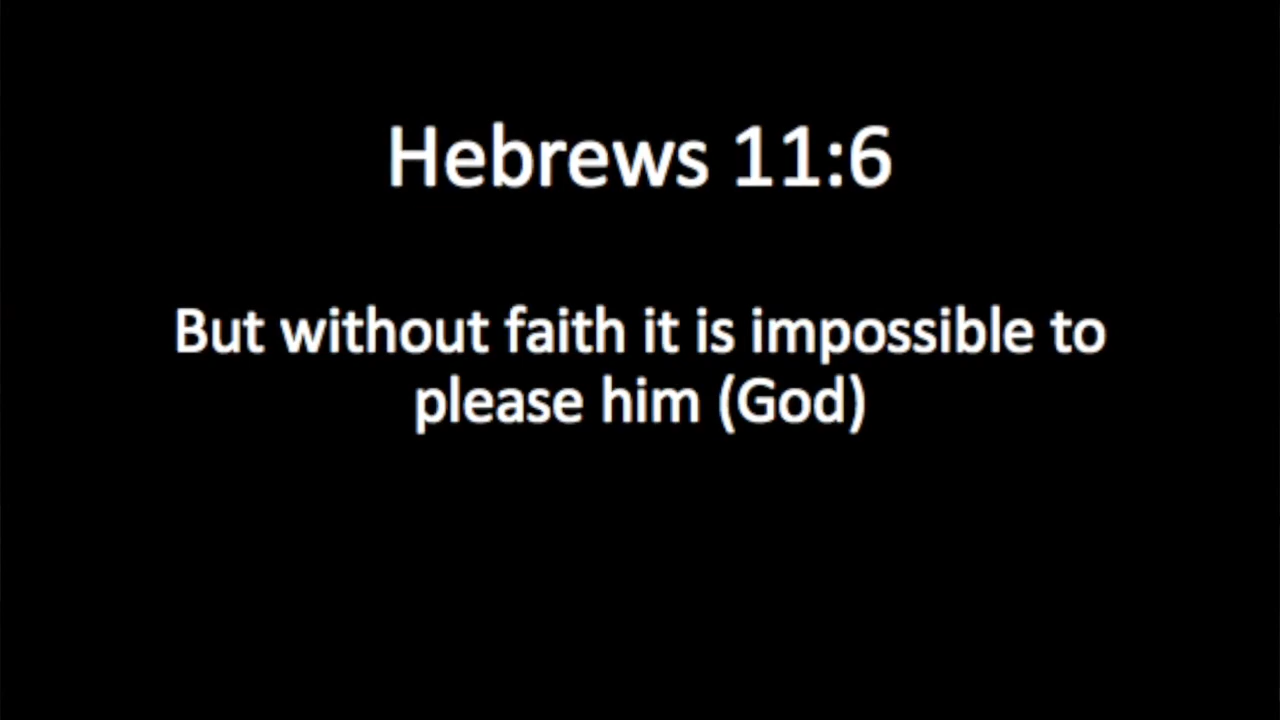 Hebrews 11:6
But without faith it is impossible to
please him (God)